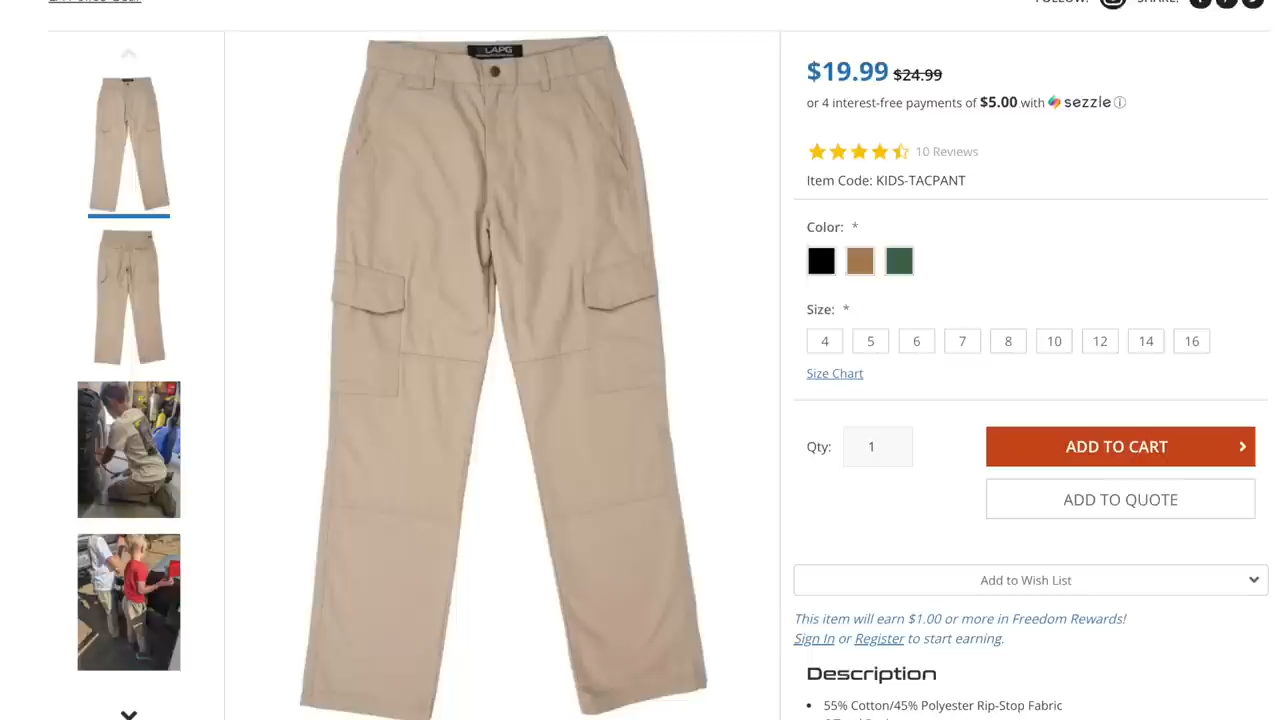 FOLLOW: SHARE:
LAPG
$19.99 $24.99
or 4 interest-free payments of $5.00 with sezzle
10 Reviews
Item Code: KIDS-TACPANT
Color: *
Size: *
4 5 6 7 8 10 12 14 16
Size Chart
Qty: 1 ADD TO CART
ADD TO QUOTE
Add to Wish List
This item will earn $1.00 or more in Freedom Rewards!
Sign In or Register to start earning.
Description
• 55% Cotton/45% Polyester Rip-Stop Fabric